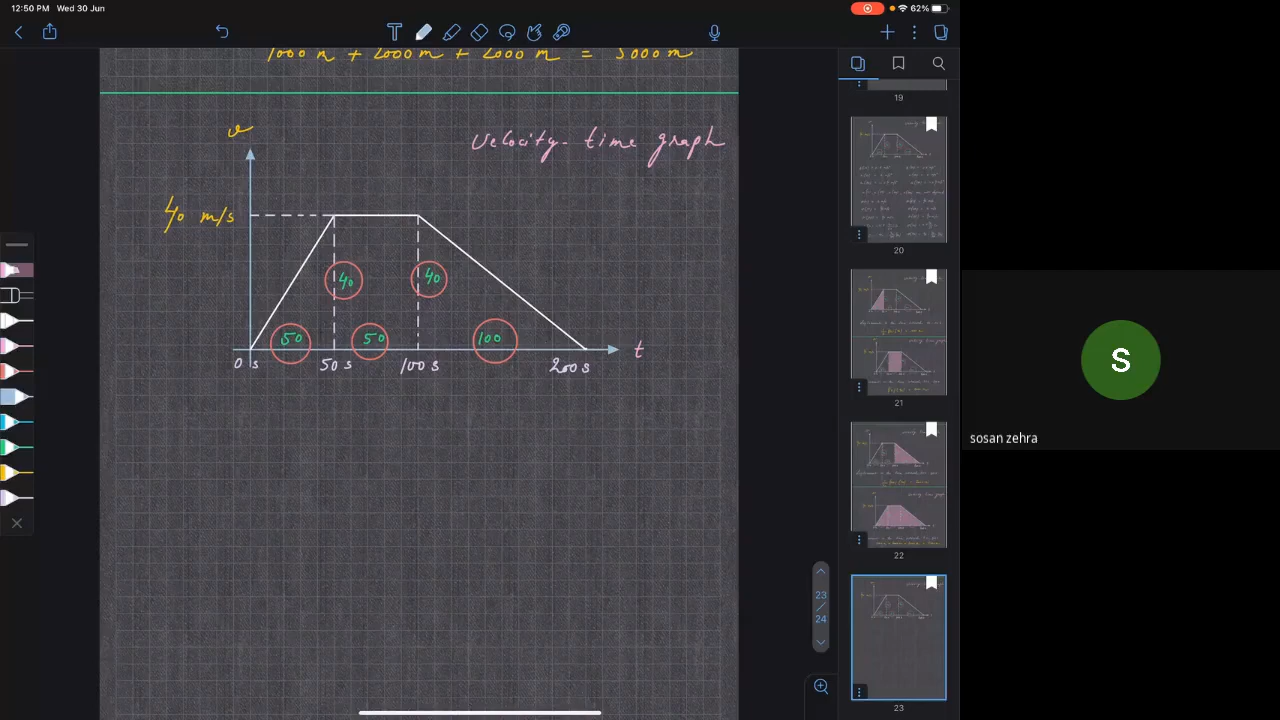 12:50 PM Wed 30 Jun
62%
1000 m + 2000 m + 2000 m = 5000 m
v
velocity-time graph
40 m/s
40
40
50
50
100
t
0 s
50 s
100 s
200 s
19
20
21
22
23
23
/
24
T
S
sosan zehra